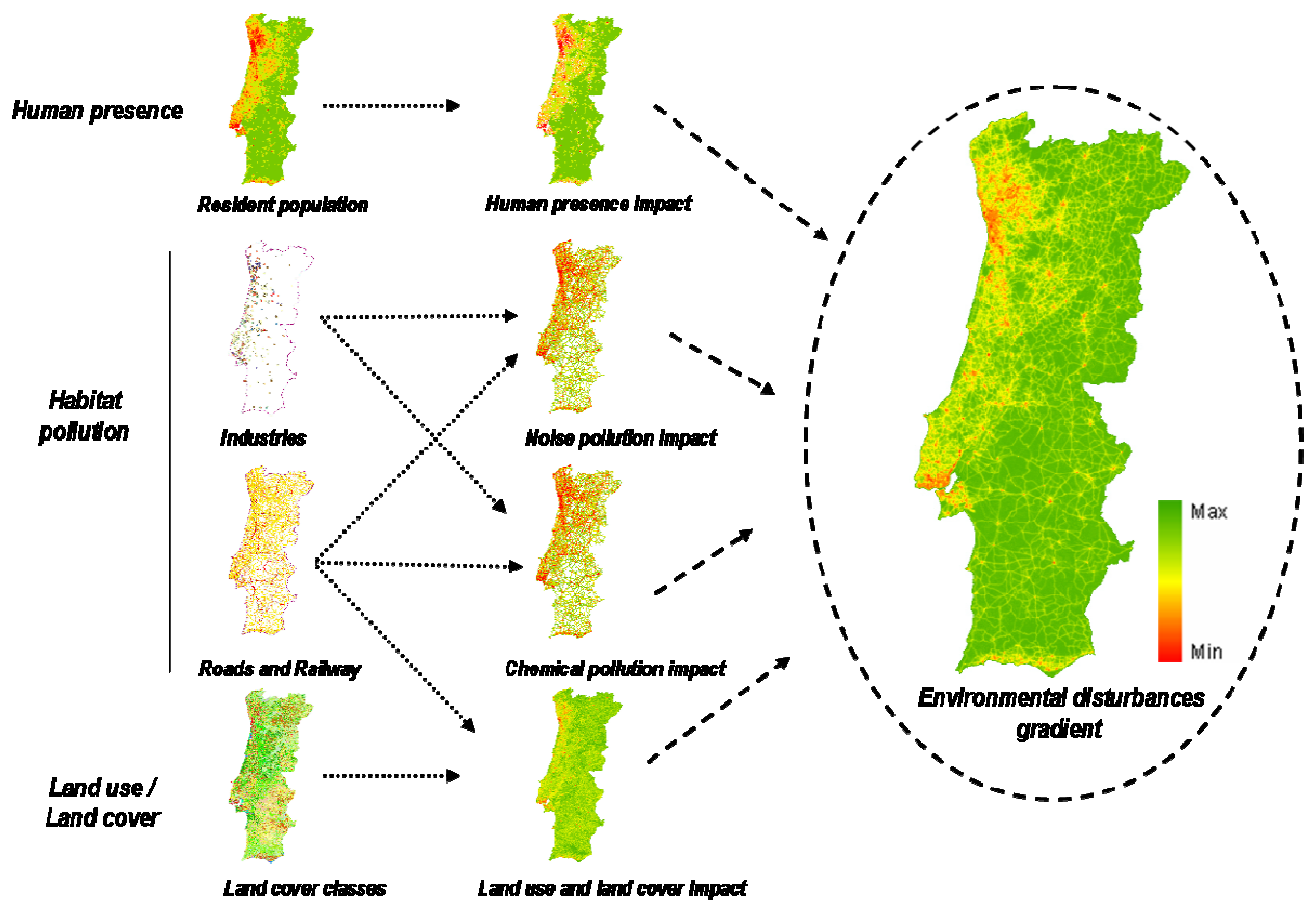 Human presence
Resident population
Human presence impact
Habitat
pollution
Industries
Noise pollution impact
Roads and Railway
Chemical pollution impact
Land use /
Land cover
Land cover classes
Land use and land cover impact
Max
Min
Environmental disturbances
gradient